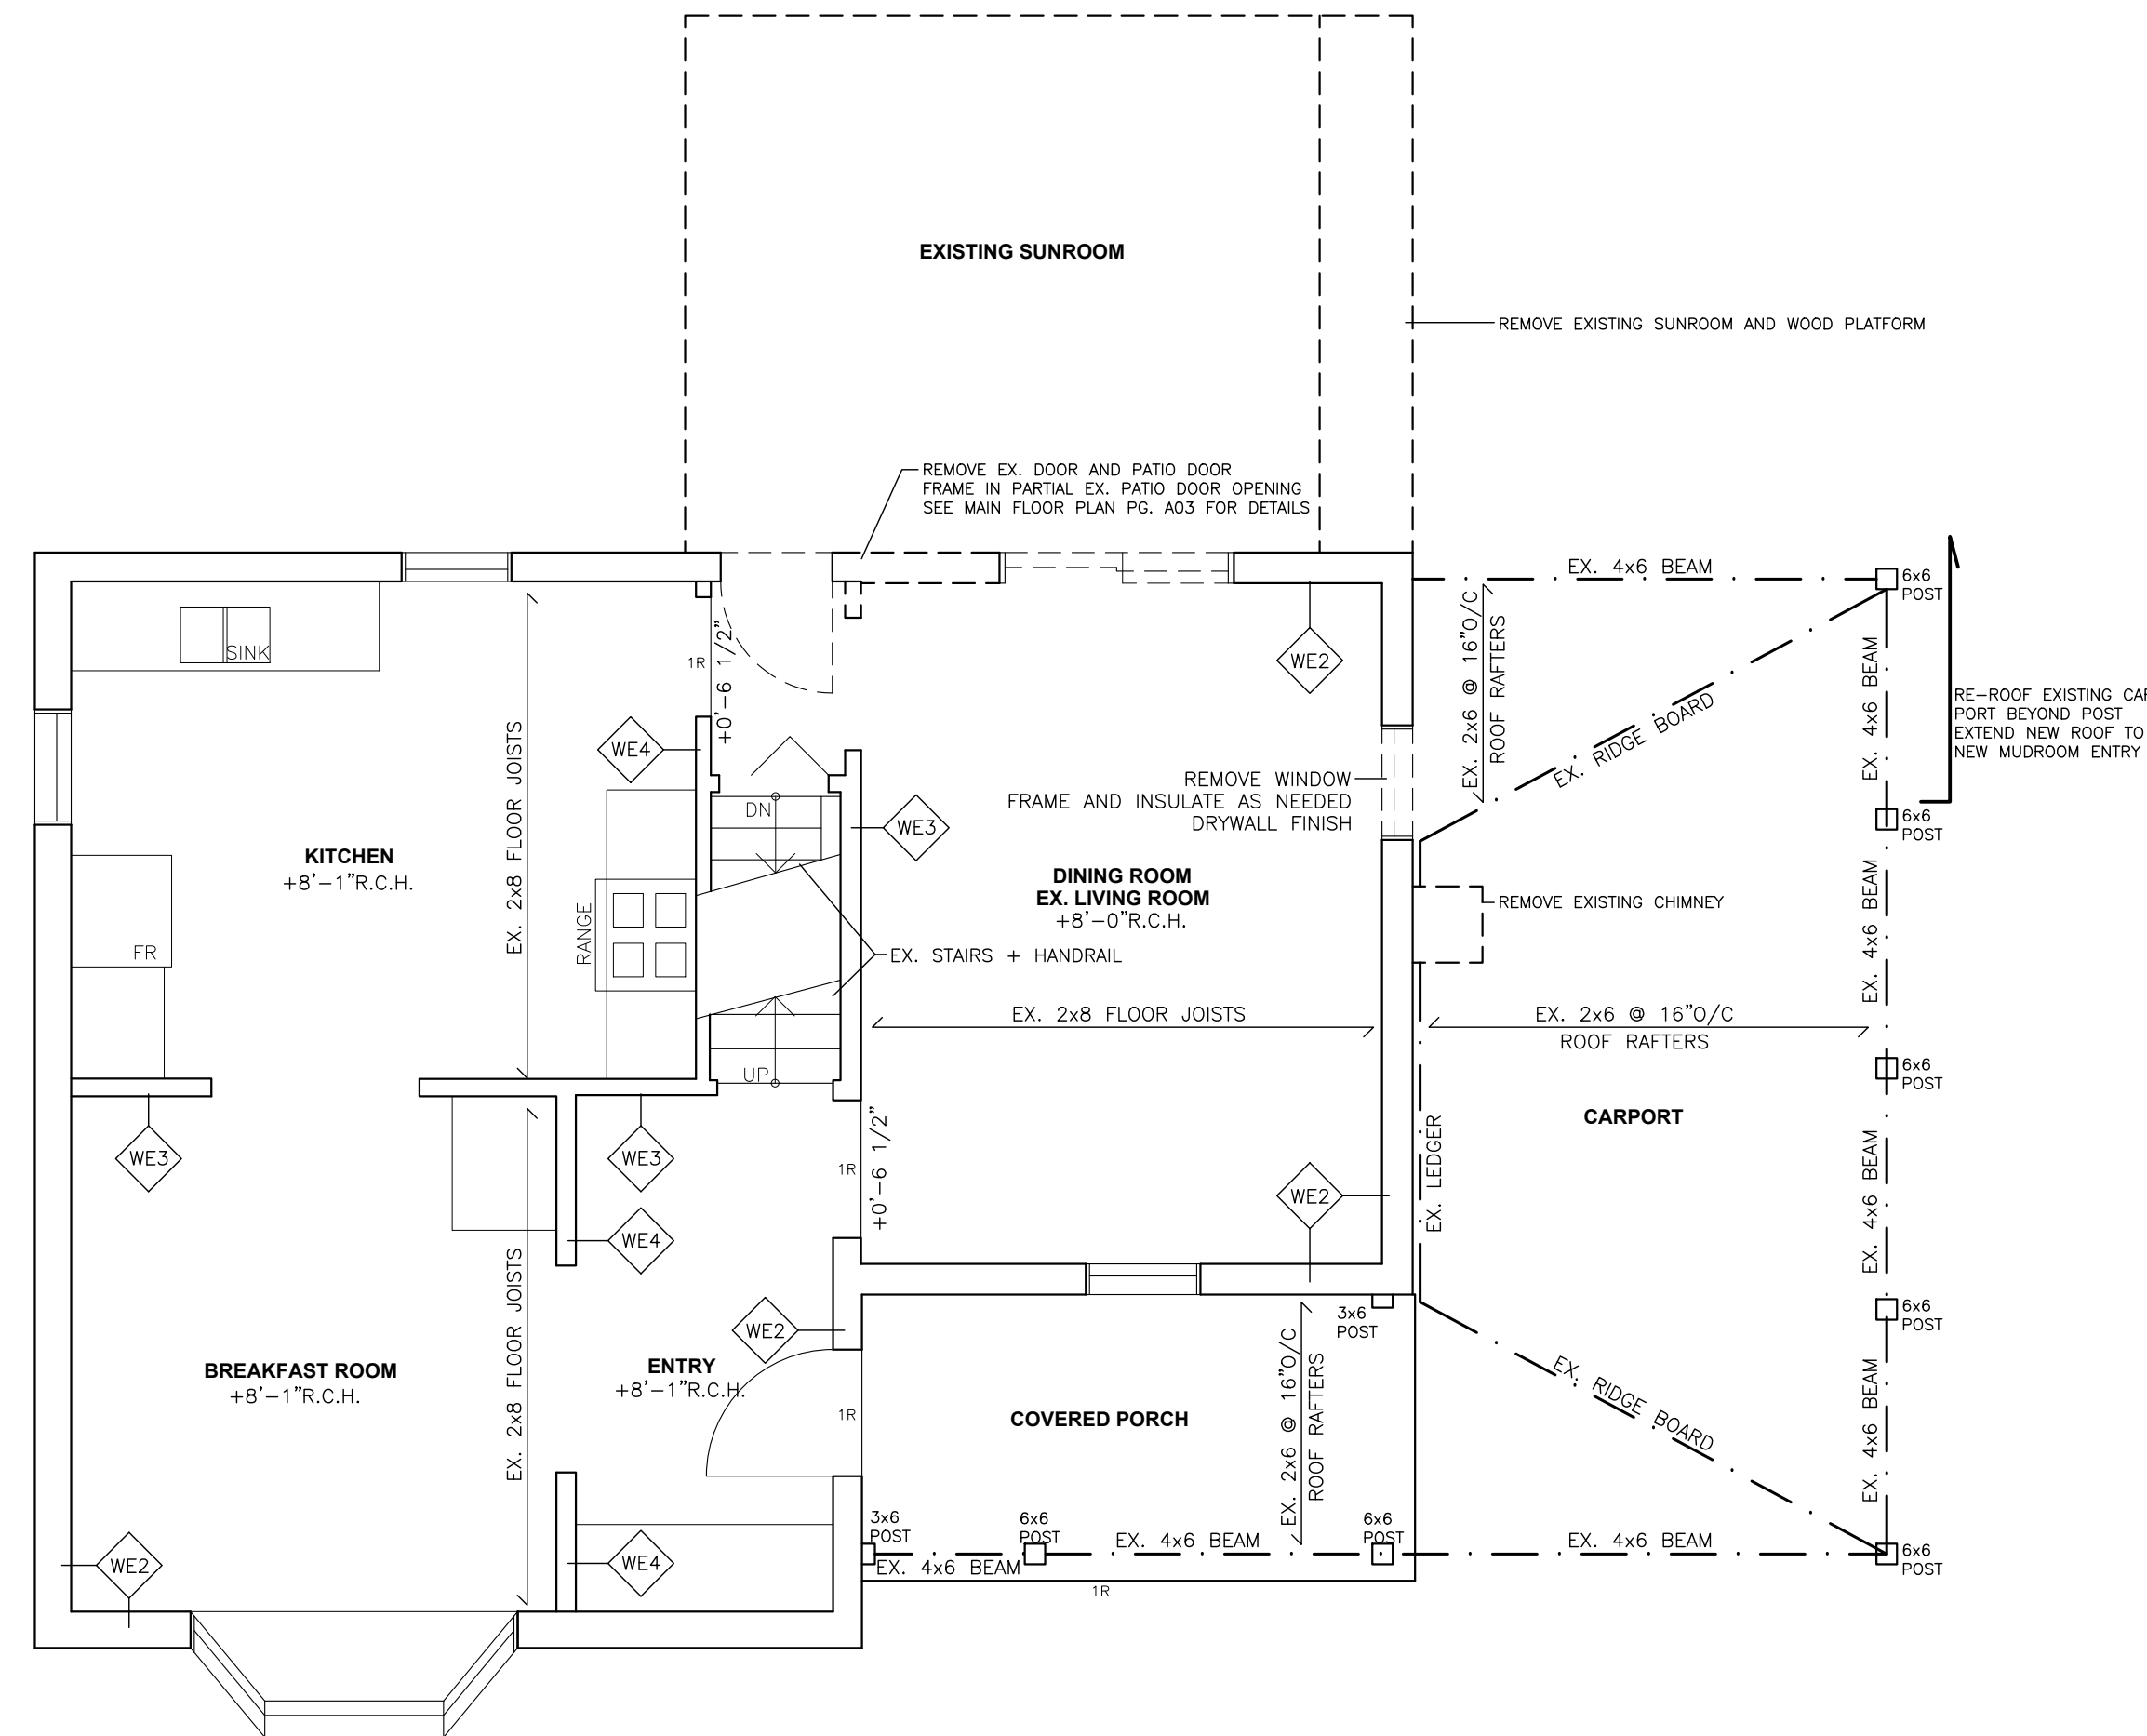 EXISTING SUNROOM
REMOVE EXISTING SUNROOM AND WOOD PLATFORM
REMOVE EX. DOOR AND PATIO DOOR
FRAME IN PARTIAL EX. PATIO DOOR OPENING
SEE MAIN FLOOR PLAN PG. A03 FOR DETAILS
EX. 4x6 BEAM
6x6
POST
SINK
1R
+0'-6 1/2"
WE2
EX. 2x6 @ 16"O/C
ROOF RAFTERS
EX. RIDGE BOARD
EX. 4x6 BEAM
RE-ROOF EXISTING CAR
PORT BEYOND POST
EXTEND NEW ROOF TO
NEW MUDROOM ENTRY
WE4
EX. 2x8 FLOOR JOISTS
DN
WE3
REMOVE WINDOW
FRAME AND INSULATE AS NEEDED
DRYWALL FINISH
6x6
POST
KITCHEN
+8'-1"R.C.H.
DINING ROOM
EX. LIVING ROOM
+8'-0"R.C.H.
REMOVE EXISTING CHIMNEY
RANGE
FR
EX. STAIRS + HANDRAIL
EX. 4x6 BEAM
EX. 2x8 FLOOR JOISTS
EX. 2x6 @ 16"O/C
ROOF RAFTERS
UP
6x6
POST
CARPORT
WE3
WE3
1R
+0'-6 1/2"
WE2
EX. LEDGER
EX. 4x6 BEAM
WE4
EX. 2x8 FLOOR JOISTS
WE2
3x6
POST
6x6
POST
BREAKFAST ROOM
+8'-1"R.C.H.
ENTRY
+8'-1"R.C.H.
1R
COVERED PORCH
EX. 2x6 @ 16"O/C
ROOF RAFTERS
EX. RIDGE BOARD
EX. 4x6 BEAM
3x6
POST
6x6
POST
6x6
POST
EX. 4x6 BEAM
EX. 4x6 BEAM
EX. 4x6 BEAM
6x6
POST
WE2
WE4
1R